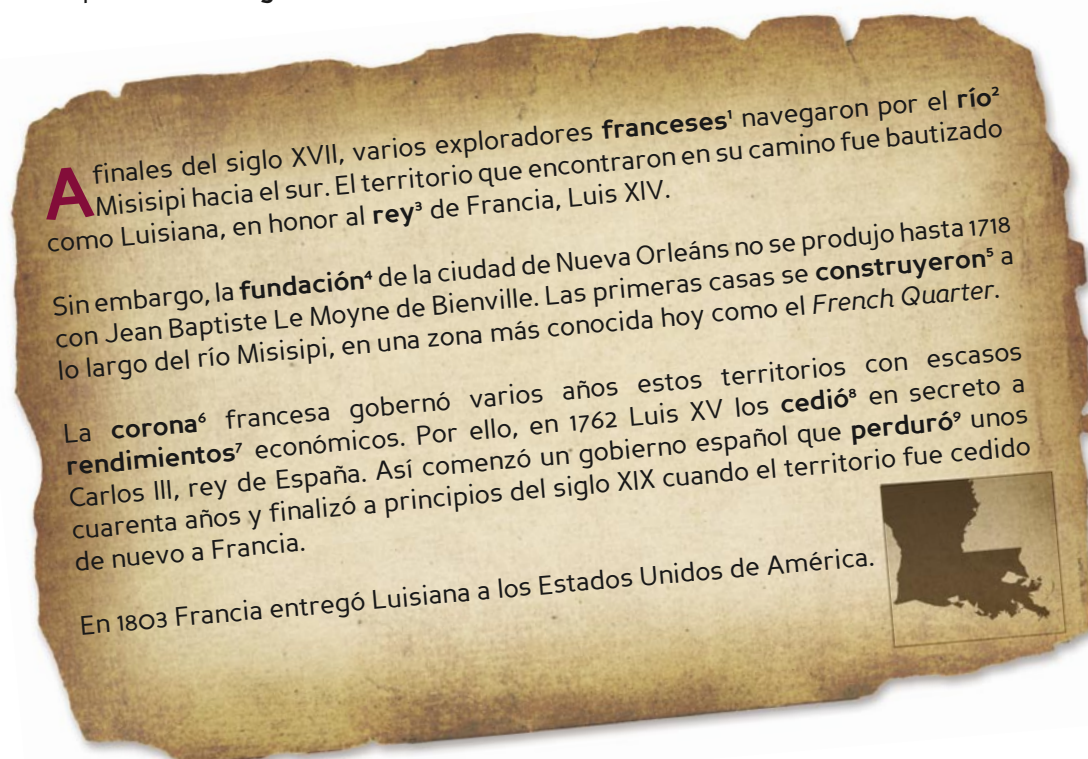 A finales del siglo XVII, varios exploradores franceses¹ navegaron por el río²
Misisipi hacia el sur. El territorio que encontraron en su camino fue bautizado
como Luisiana, en honor al rey³ de Francia, Luis XIV.
Sin embargo, la fundación⁴ de la ciudad de Nueva Orleáns no se produjo hasta 1718
con Jean Baptiste Le Moyne de Bienville. Las primeras casas se construyeron⁵ a
lo largo del río Misisipi, en una zona más conocida hoy como el French Quarter.
La corona⁶ francesa gobernó varios años estos territorios con escasos
rendimientos⁷ económicos. Por ello, en 1762 Luis XV los cedió⁸ en secreto a
Carlos III, rey de España. Así comenzó un gobierno español que perduró⁹ unos
cuarenta años y finalizó a principios del siglo XIX cuando el territorio fue cedido
de nuevo a Francia.
En 1803 Francia entregó Luisiana a los Estados Unidos de América.